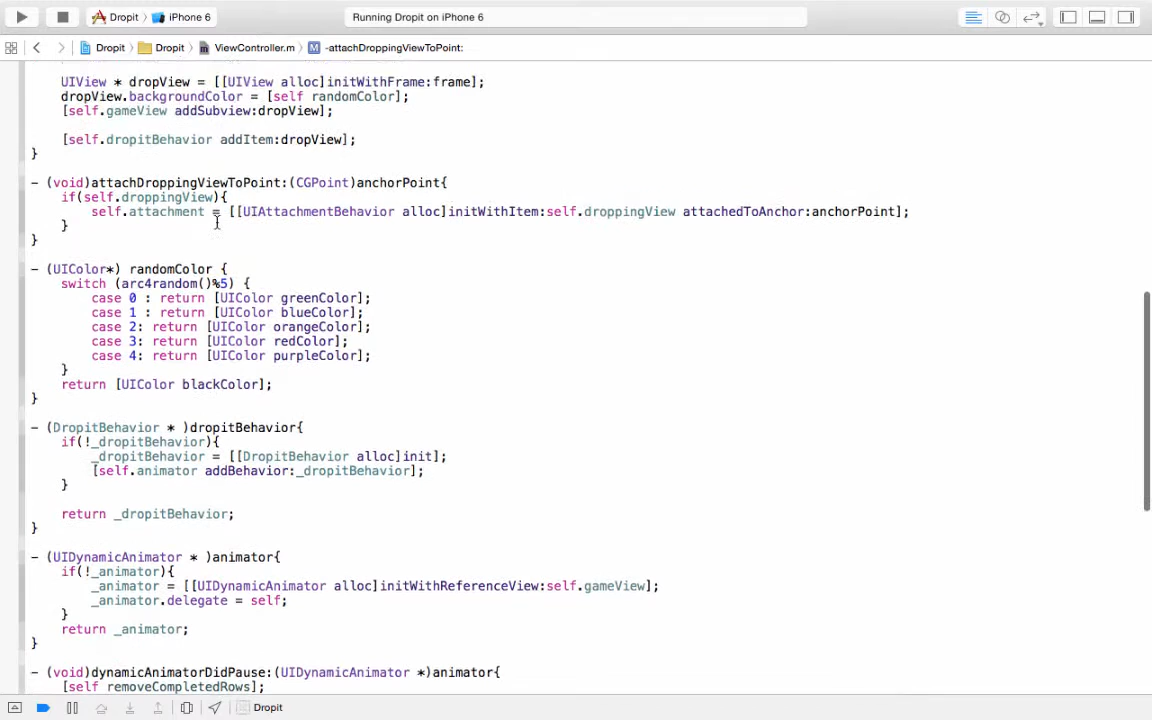 Dropit iPhone 6 Running Dropit on iPhone 6
Dropit Dropit ViewController.m M -attachDroppingViewToPoint:
UIView * dropView = [[UIView alloc]initWithFrame:frame];
dropView.backgroundColor = [self randomColor];
[self.gameView addSubview:dropView];
[self.dropitBehavior addItem:dropView];
}
- (void)attachDroppingViewToPoint:(CGPoint)anchorPoint{
if(self.droppingView){
self.attachment = [[UIAttachmentBehavior alloc]initWithItem:self.droppingView attachedToAnchor:anchorPoint];
}
}
- (UIColor*) randomColor {
switch (arc4random()%5) {
case 0 : return [UIColor greenColor];
case 1 : return [UIColor blueColor];
case 2: return [UIColor orangeColor];
case 3: return [UIColor redColor];
case 4: return [UIColor purpleColor];
}
return [UIColor blackColor];
}
- (DropitBehavior * )dropitBehavior{
if(!_dropitBehavior){
_dropitBehavior = [[DropitBehavior alloc]init];
[self.animator addBehavior:_dropitBehavior];
}
return _dropitBehavior;
}
- (UIDynamicAnimator * )animator{
if(!_animator){
_animator = [[UIDynamicAnimator alloc]initWithReferenceView:self.gameView];
_animator.delegate = self;
}
return _animator;
}
- (void)dynamicAnimatorDidPause:(UIDynamicAnimator *)animator{
[self removeCompletedRows];
Dropit